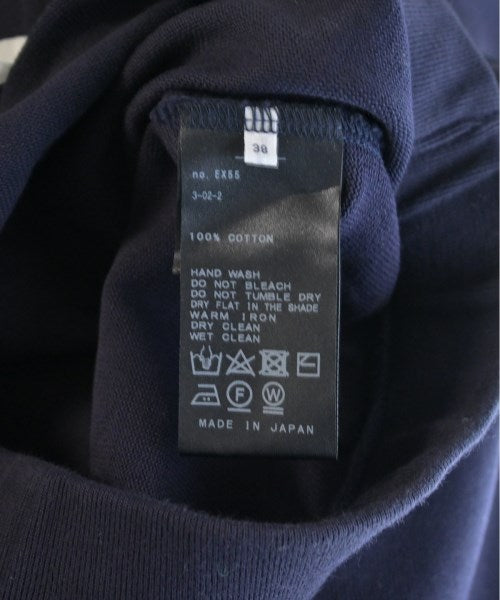 38
no. EX55
3-02-2
100% COTTON
HAND WASH
DO NOT BLEACH
DO NOT TUMBLE DRY
DRY FLAT IN THE SHADE
WARM IRON
DRY CLEAN
WET CLEAN
F W
MADE IN JAPAN